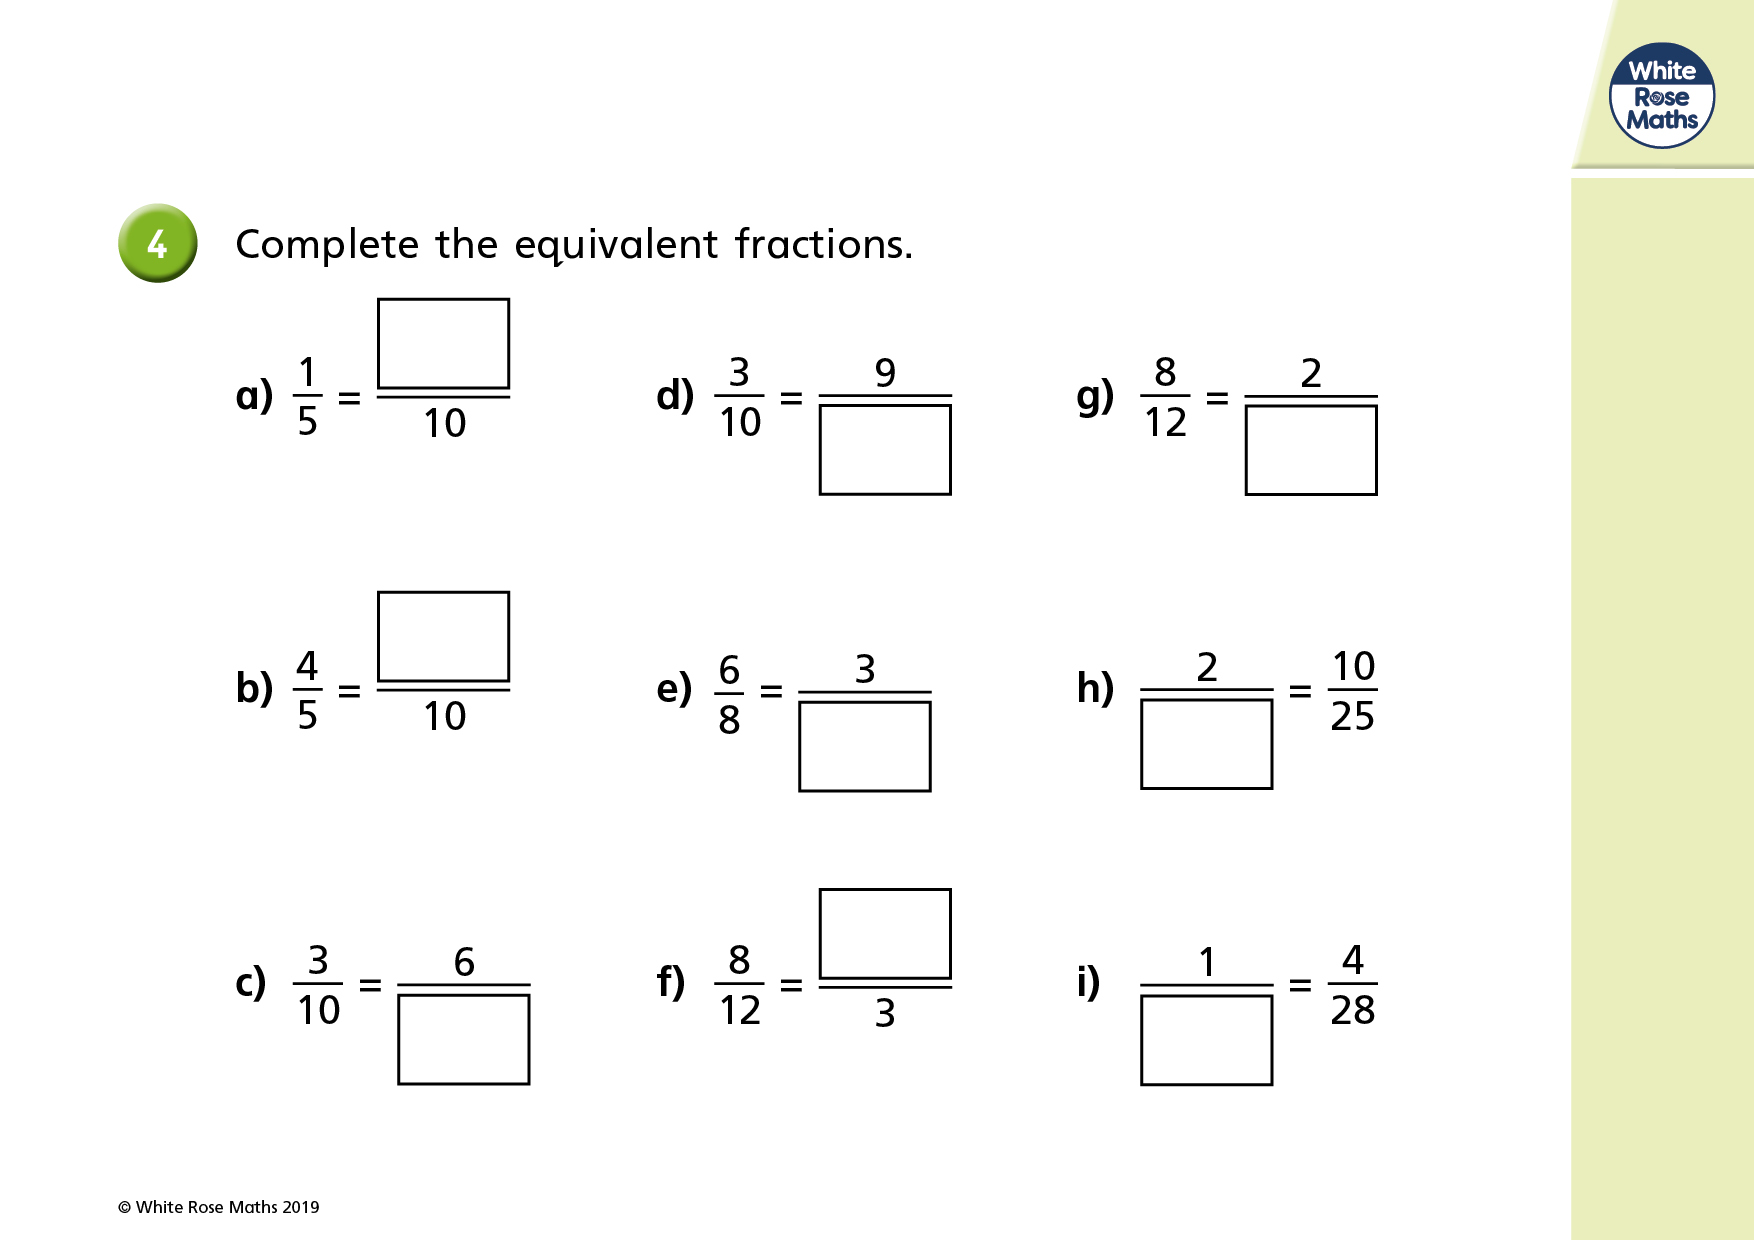 White
Rose
Maths
4 Complete the equivalent fractions.
a) 1/5 = /10
d) 3/10 = 9/
g) 8/12 = 2/
b) 4/5 = /10
e) 6/8 = 3/
h) 2/ = 10/25
c) 3/10 = 6/
f) 8/12 = /3
i) 1/ = 4/28
© White Rose Maths 2019